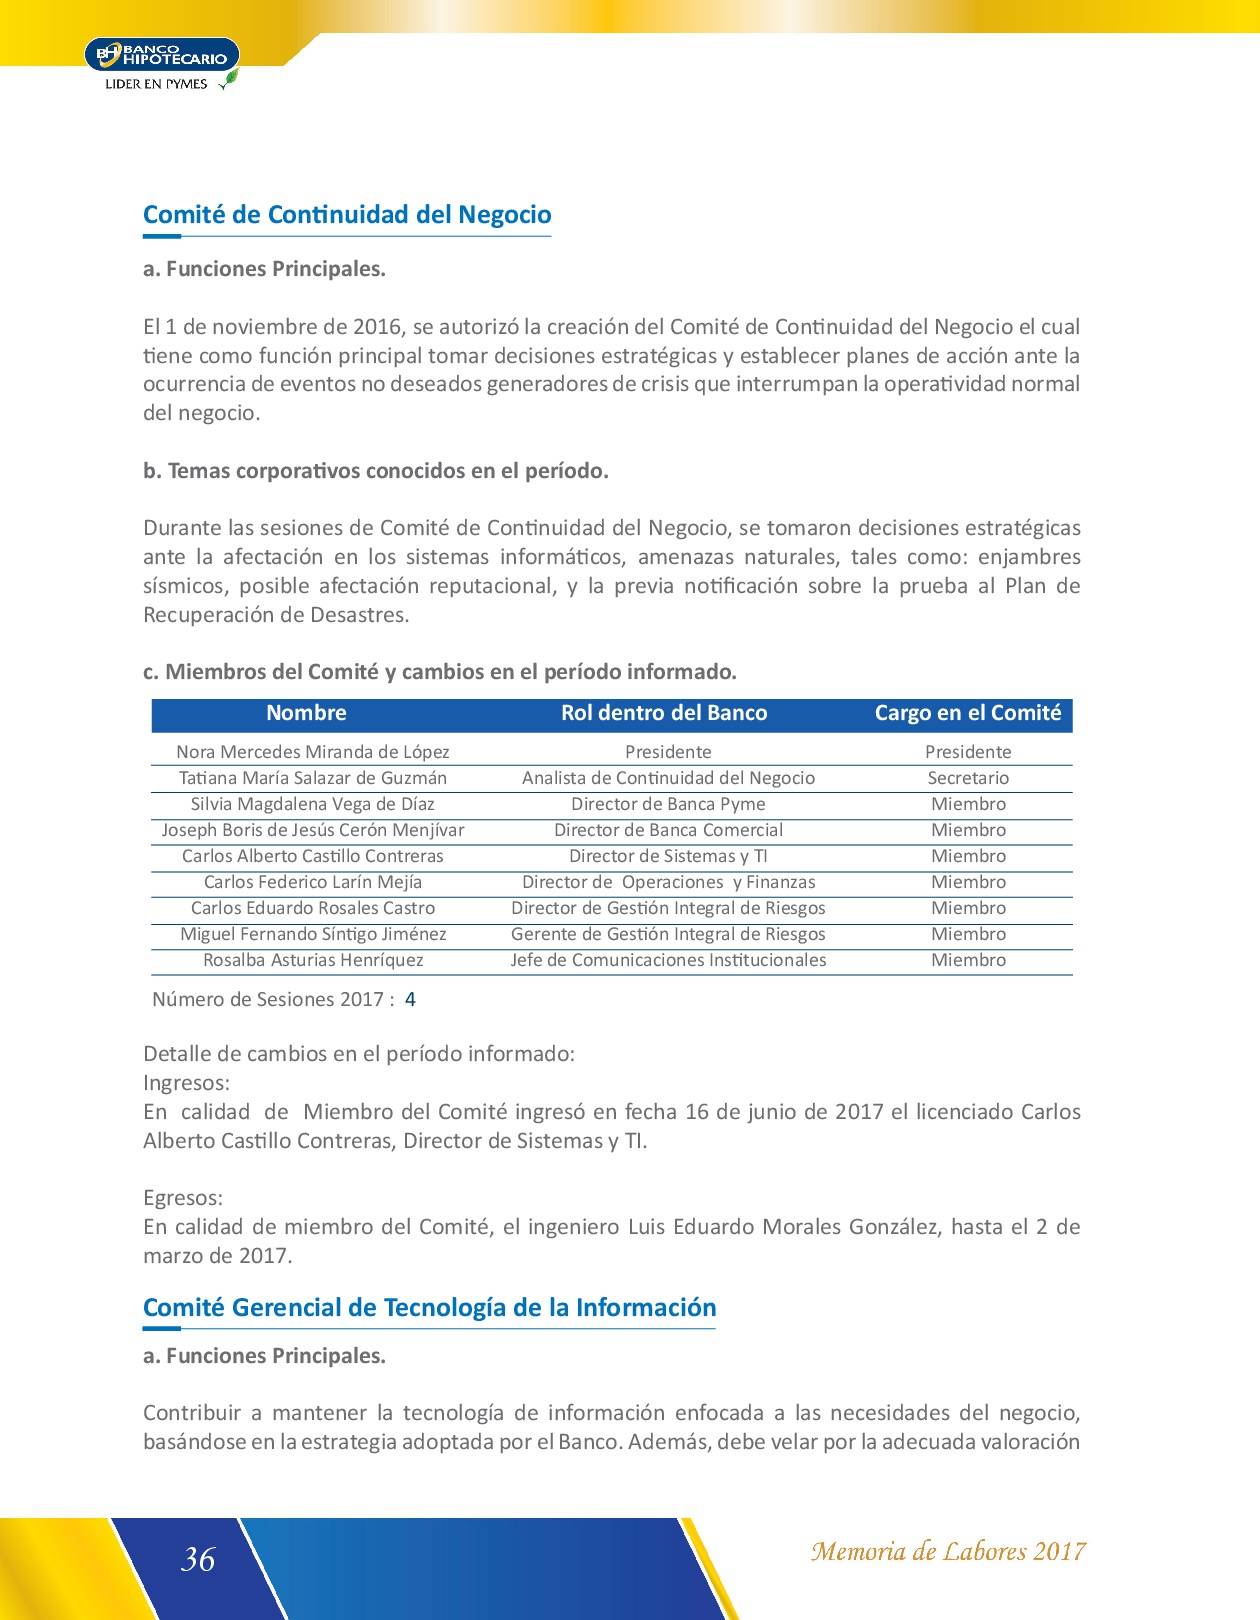 BH BANCO
HIPOTECARIO
LIDER EN PYMES
Comité de Continuidad del Negocio
a. Funciones Principales.
El 1 de noviembre de 2016, se autorizó la creación del Comité de Continuidad del Negocio el cual
tiene como función principal tomar decisiones estratégicas y establecer planes de acción ante la
ocurrencia de eventos no deseados generadores de crisis que interrumpan la operatividad normal
del negocio.
b. Temas corporativos conocidos en el período.
Durante las sesiones de Comité de Continuidad del Negocio, se tomaron decisiones estratégicas
ante la afectación en los sistemas informáticos, amenazas naturales, tales como: enjambres
sísmicos, posible afectación reputacional, y la previa notificación sobre la prueba al Plan de
Recuperación de Desastres.
c. Miembros del Comité y cambios en el período informado.
Nombre Rol dentro del Banco Cargo en el Comité
Nora Mercedes Miranda de López Presidente Presidente
Tatiana María Salazar de Guzmán Analista de Continuidad del Negocio Secretario
Silvia Magdalena Vega de Díaz Director de Banca Pyme Miembro
Joseph Boris de Jesús Cerón Menjívar Director de Banca Comercial Miembro
Carlos Alberto Castillo Contreras Director de Sistemas y TI Miembro
Carlos Federico Larín Mejía Director de Operaciones y Finanzas Miembro
Carlos Eduardo Rosales Castro Director de Gestión Integral de Riesgos Miembro
Miguel Fernando Síntigo Jiménez Gerente de Gestión Integral de Riesgos Miembro
Rosalba Asturias Henríquez Jefe de Comunicaciones Institucionales Miembro
Número de Sesiones 2017 : 4
Detalle de cambios en el período informado:
Ingresos:
En calidad de Miembro del Comité ingresó en fecha 16 de junio de 2017 el licenciado Carlos
Alberto Castillo Contreras, Director de Sistemas y TI.
Egresos:
En calidad de miembro del Comité, el ingeniero Luis Eduardo Morales González, hasta el 2 de
marzo de 2017.
Comité Gerencial de Tecnología de la Información
a. Funciones Principales.
Contribuir a mantener la tecnología de información enfocada a las necesidades del negocio,
basándose en la estrategia adoptada por el Banco. Además, debe velar por la adecuada valoración
36
Memoria de Labores 2017